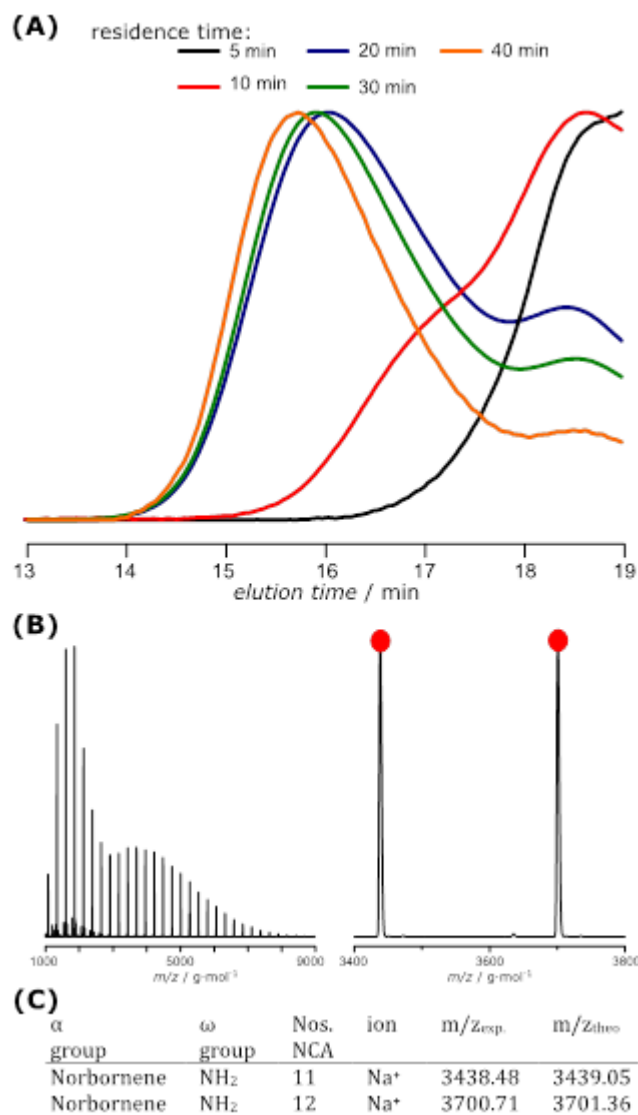 (A)
residence time:
5 min 20 min 40 min
10 min 30 min
13 14 15 16 17 18 19
elution time / min
(B)
1000 5000 9000 3400 3600 3800
m/z / g·mol⁻¹ m/z / g·mol⁻¹
(C)
α ω Nos. ion m/zexp. m/ztheo
group group NCA
Norbornene NH₂ 11 Na⁺ 3438.48 3439.05
Norbornene NH₂ 12 Na⁺ 3700.71 3701.36